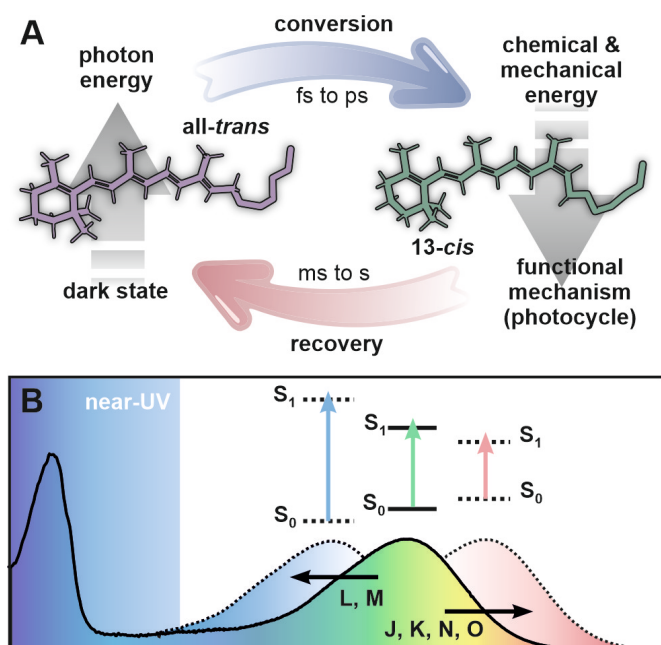 A
conversion
photon
energy
fs to ps
chemical &
mechanical
energy
all-trans
13-cis
dark state
ms to s
recovery
functional
mechanism
(photocycle)
B
near-UV
S1
S1
S1
S0
S0
S0
L, M
J, K, N, O